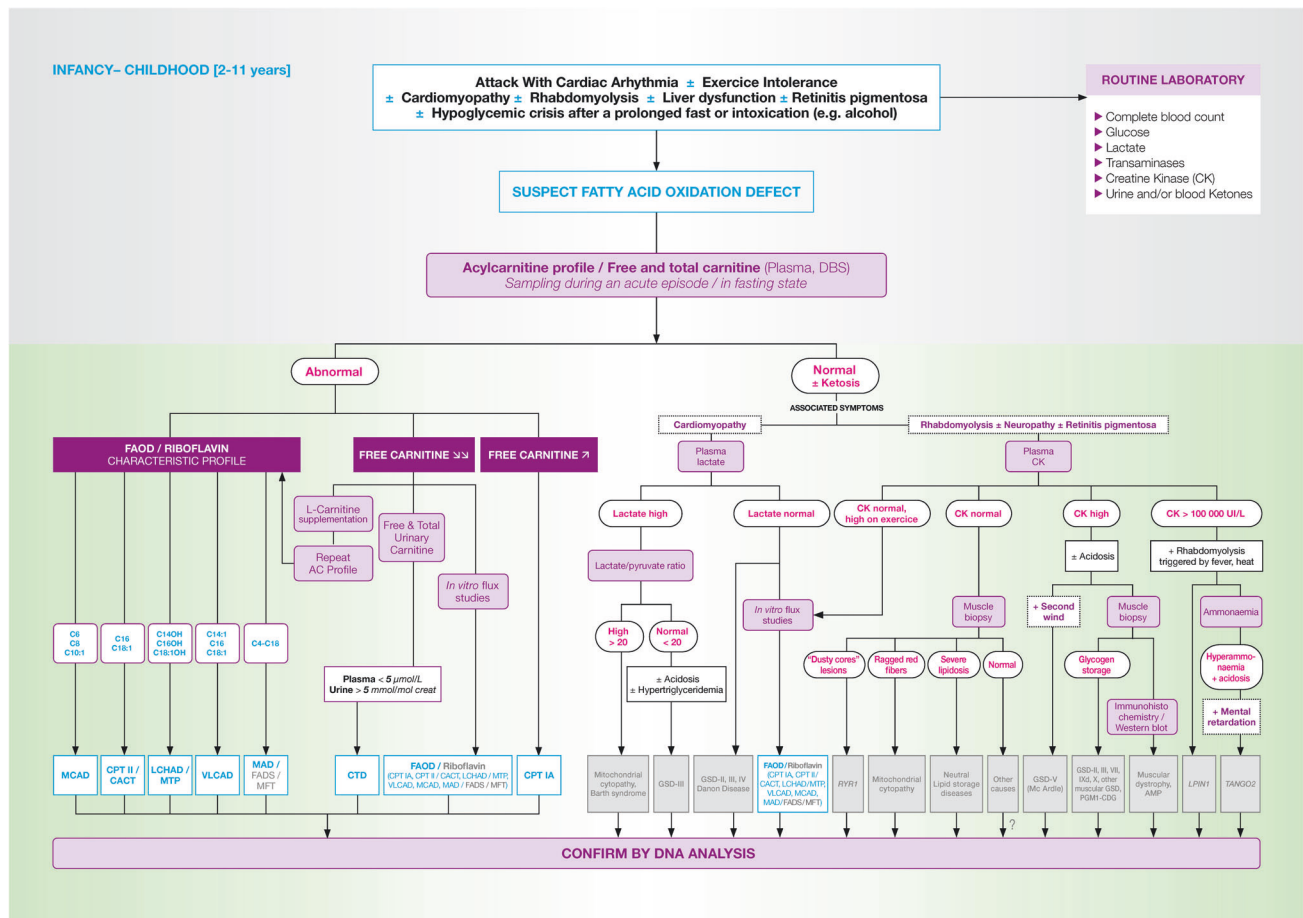 INFANCY– CHILDHOOD [2-11 years]
Attack With Cardiac Arhythmia ± Exercice Intolerance
± Cardiomyopathy ± Rhabdomyolysis ± Liver dysfunction ± Retinitis pigmentosa
± Hypoglycemic crisis after a prolonged fast or intoxication (e.g. alcohol)
ROUTINE LABORATORY
▶ Complete blood count
▶ Glucose
▶ Lactate
▶ Transaminases
▶ Creatine Kinase (CK)
▶ Urine and/or blood Ketones
SUSPECT FATTY ACID OXIDATION DEFECT
Acylcarnitine profile / Free and total carnitine (Plasma, DBS)
Sampling during an acute episode / in fasting state
Abnormal
Normal
± Ketosis
ASSOCIATED SYMPTOMS
Cardiomyopathy
Rhabdomyolysis ± Neuropathy ± Retinitis pigmentosa
FAOD / RIBOFLAVIN
CHARACTERISTIC PROFILE
FREE CARNITINE ↘↘
FREE CARNITINE ↗
Plasma
lactate
Plasma
CK
L-Carnitine
supplementation
Free & Total
Urinary
Carnitine
Repeat
AC Profile
In vitro flux
studies
Lactate high
Lactate normal
CK normal,
high on exercice
CK normal
CK high
CK > 100 000 UI/L
Lactate/pyruvate ratio
± Acidosis
+ Rhabdomyolysis
triggered by fever, heat
In vitro flux
studies
Muscle
biopsy
+ Second
wind
Muscle
biopsy
Ammonaemia
C6
C8
C10:1
C16
C18:1
C14OH
C16OH
C18:1OH
C14:1
C16
C18:1
C4-C18
High
> 20
Normal
< 20
"Dusty cores"
lesions
Ragged red
fibers
Severe
lipidosis
Normal
Glycogen
storage
Hyperammo-
naemia
+ acidosis
Plasma < 5 µmol/L
Urine > 5 mmol/mol creat
± Acidosis
± Hypertriglyceridemia
Immunohisto
chemistry /
Western blot
+ Mental
retardation
MCAD
CPT II /
CACT
LCHAD /
MTP
VLCAD
MAD /
FADS /
MFT
CTD
FAOD / Riboflavin
(CPT IA, CPT II / CACT, LCHAD / MTP,
VLCAD, MCAD, MAD / FADS / MFT)
CPT IA
Mitochondrial
cytopathy,
Barth syndrome
GSD-III
GSD-II, III, IV
Danon Disease
FAOD/Riboflavin
(CPT IA, CPT II /
CACT, LCHAD/MTP,
VLCAD, MCAD,
MAD/FADS/MFT)
RYR1
Mitochondrial
cytopathy
Neutral
Lipid storage
diseases
Other
causes
GSD-V
(Mc Ardle)
GSD-II, III, VII,
IXd, X, other
muscular GSD,
PGM1-CDG
Muscular
dystrophy,
AMP
LPIN1
TANGO2
?
CONFIRM BY DNA ANALYSIS